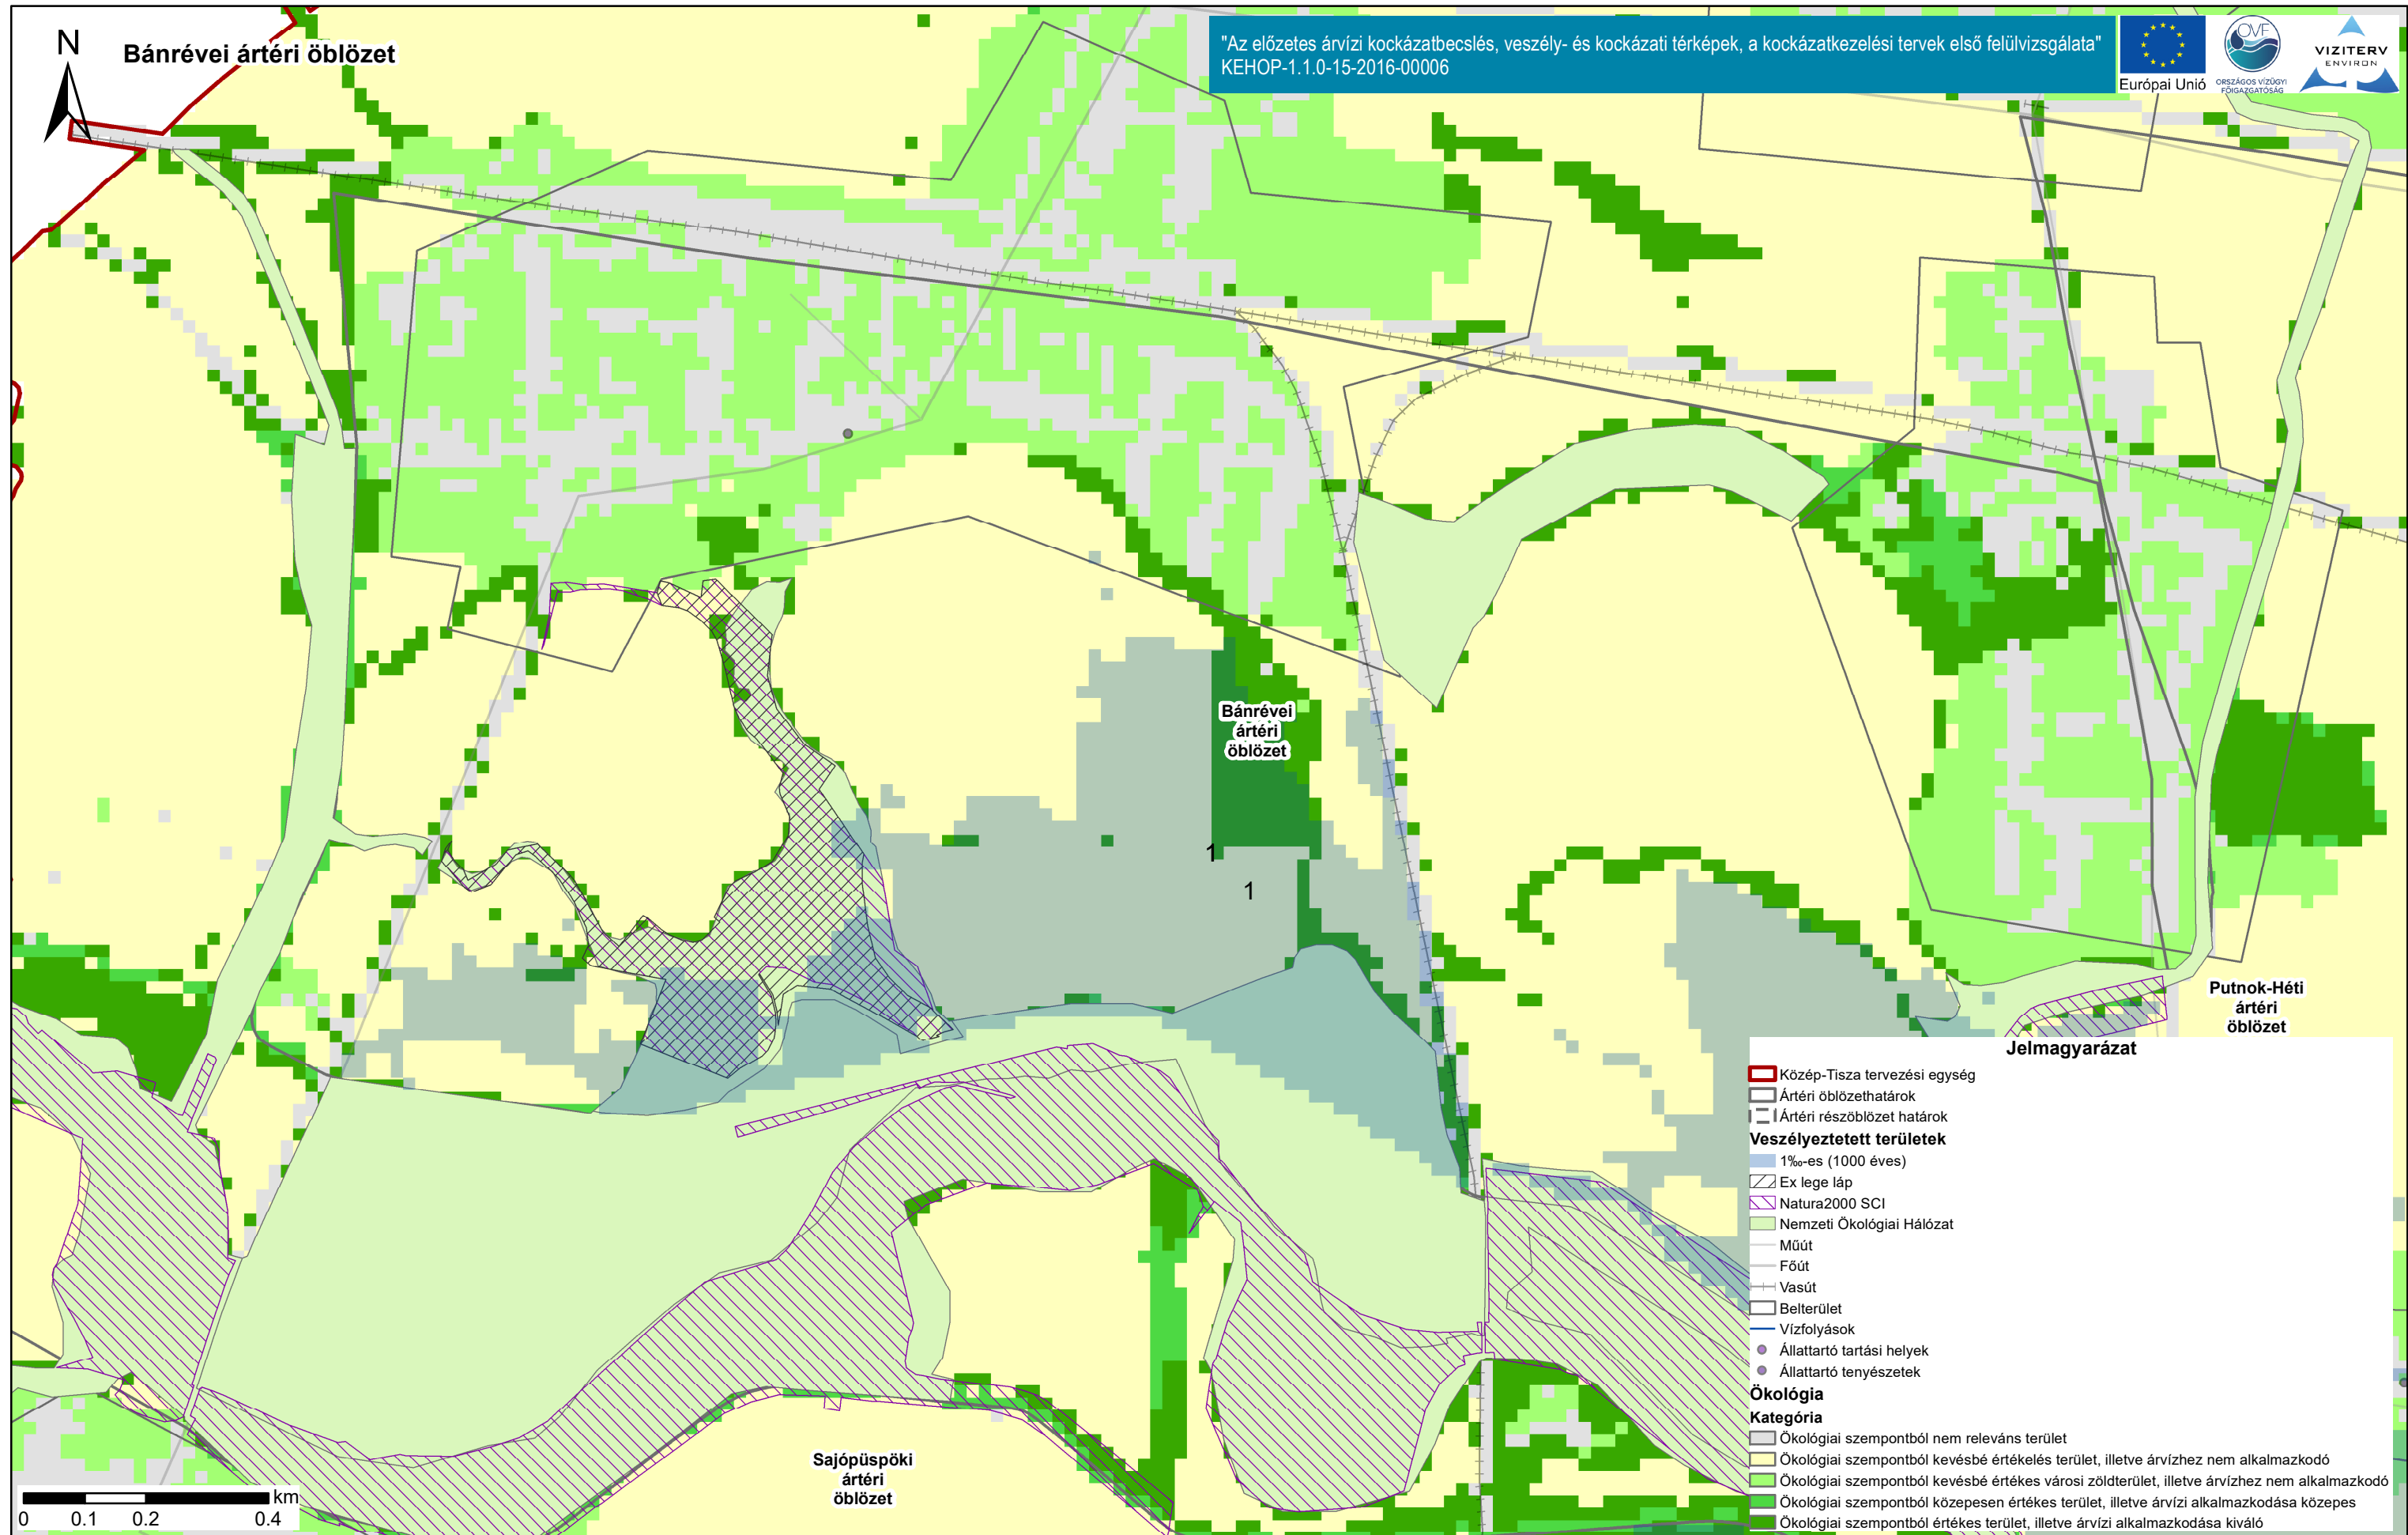 N
Bánrévei ártéri öblözet
"Az előzetes árvízi kockázatbecslés, veszély- és kockázati térképek, a kockázatkezelési tervek első felülvizsgálata"
KEHOP-1.1.0-15-2016-00006
Európai Unió
OVF
ORSZÁGOS VÍZÜGYI
FŐIGAZGATÓSÁG
VIZITERV
ENVIRON
Bánrévei
ártéri
öblözet
1
1
Putnok-Héti
ártéri
öblözet
Sajópüspöki
ártéri
öblözet
Jelmagyarázat
Közép-Tisza tervezési egység
Ártéri öblözethatárok
Ártéri részöblözet határok
Veszélyeztetett területek
1‰-es (1000 éves)
Ex lege láp
Natura2000 SCI
Nemzeti Ökológiai Hálózat
Műút
Főút
Vasút
Belterület
Vízfolyások
Állattartó tartási helyek
Állattartó tenyészetek
Ökológia
Kategória
Ökológiai szempontból nem releváns terület
Ökológiai szempontból kevésbé értékelés terület, illetve árvízhez nem alkalmazkodó
Ökológiai szempontból kevésbé értékes városi zöldterület, illetve árvízhez nem alkalmazkodó
Ökológiai szempontból közepesen értékes terület, illetve árvízi alkalmazkodása közepes
Ökológiai szempontból értékes terület, illetve árvízi alkalmazkodása kiváló
km
0 0.1 0.2 0.4